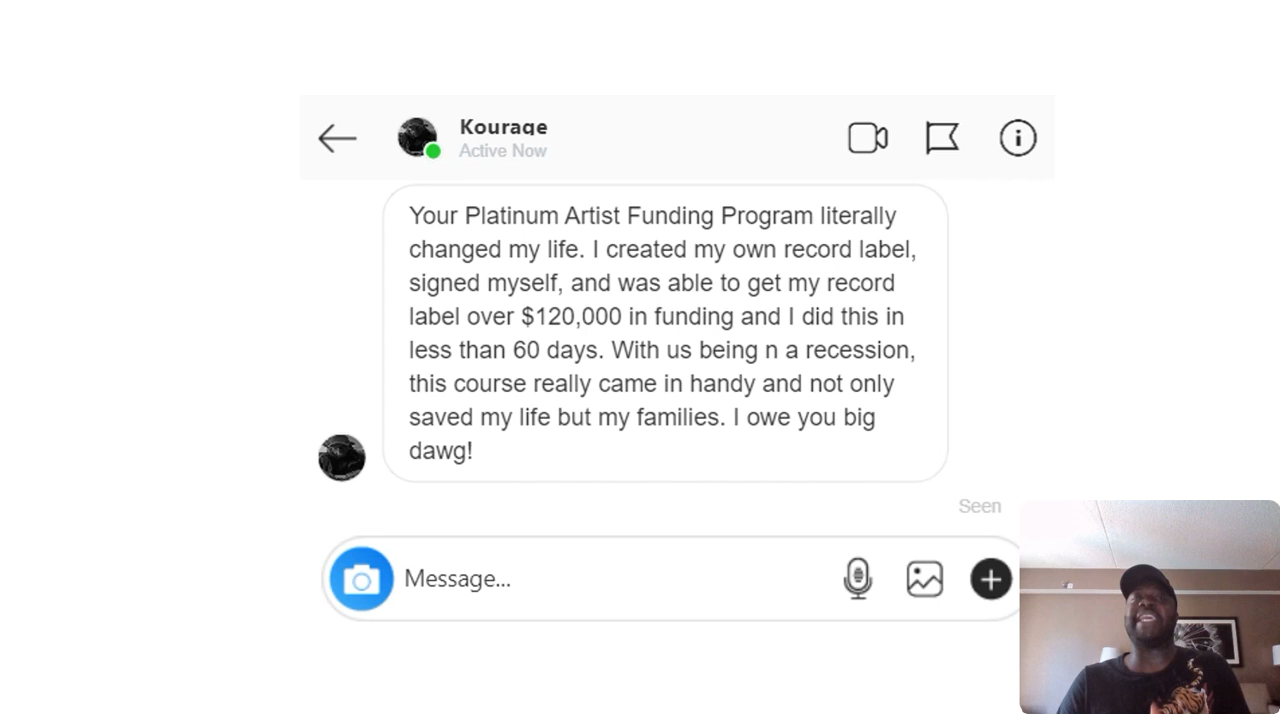 Kourage
Active Now
Your Platinum Artist Funding Program literally
changed my life. I created my own record label,
signed myself, and was able to get my record
label over $120,000 in funding and I did this in
less than 60 days. With us being n a recession,
this course really came in handy and not only
saved my life but my families. I owe you big
dawg!
Seen
Message...